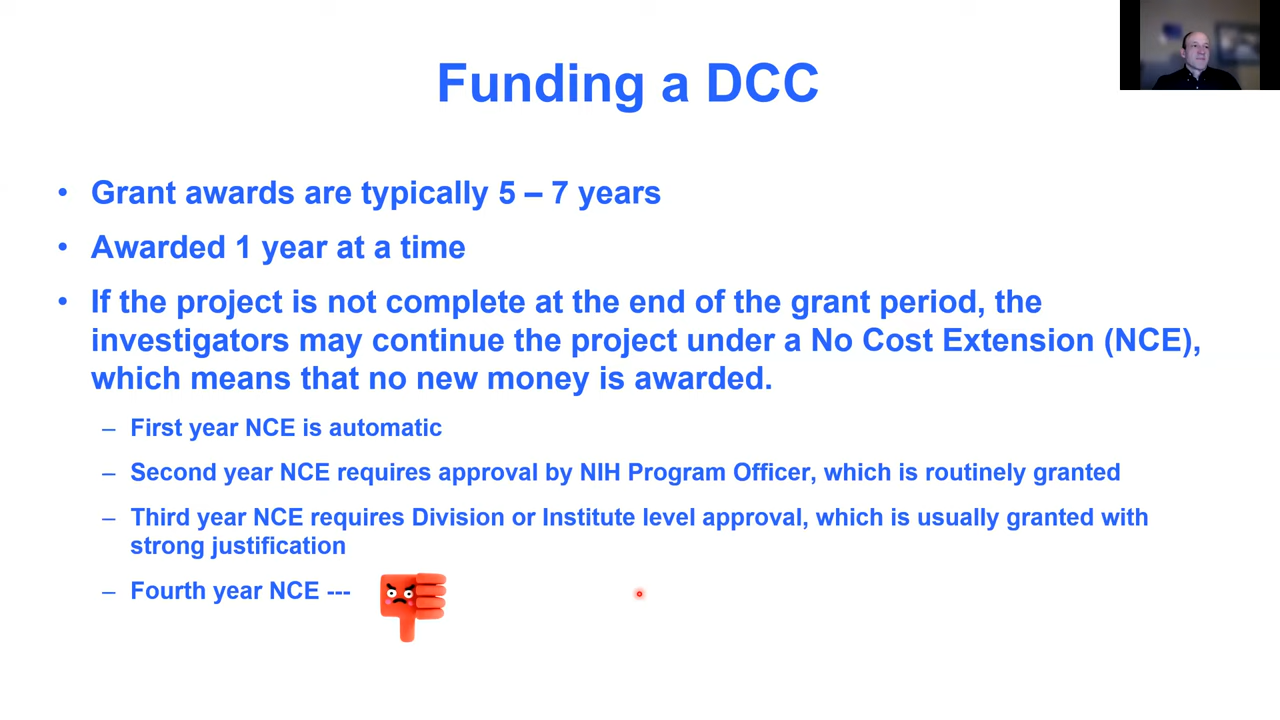 Funding a DCC
• Grant awards are typically 5 – 7 years
• Awarded 1 year at a time
• If the project is not complete at the end of the grant period, the
investigators may continue the project under a No Cost Extension (NCE),
which means that no new money is awarded.
– First year NCE is automatic
– Second year NCE requires approval by NIH Program Officer, which is routinely granted
– Third year NCE requires Division or Institute level approval, which is usually granted with
strong justification
– Fourth year NCE ---